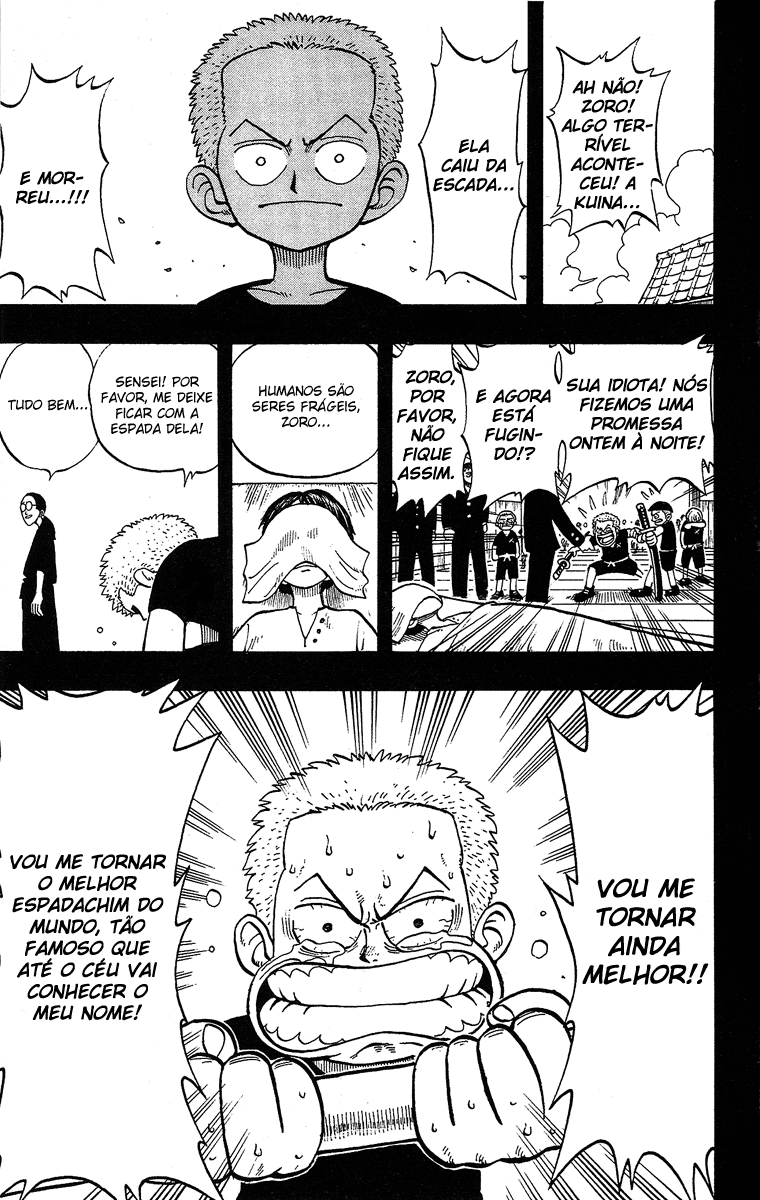 AH NÃO!
ZORO!
ALGO TER-
RÍVEL
ACONTE-
CEU! A
KUINA...
ELA
CAIU DA
ESCADA...
E MOR-
REU...!!!
SUA IDIOTA! NÓS
FIZEMOS UMA
PROMESSA
ONTEM À NOITE!
E AGORA
ESTÁ
FUGIN-
DO!?
ZORO,
POR
FAVOR,
NÃO
FIQUE
ASSIM.
HUMANOS SÃO
SERES FRÁGEIS,
ZORO...
SENSEI! POR
FAVOR, ME DEIXE
FICAR COM A
ESPADA DELA!
TUDO BEM...
VOU ME
TORNAR
AINDA
MELHOR!!
VOU ME TORNAR
O MELHOR
ESPADACHIM DO
MUNDO, TÃO
FAMOSO QUE
ATÉ O CÉU VAI
CONHECER O
MEU NOME!